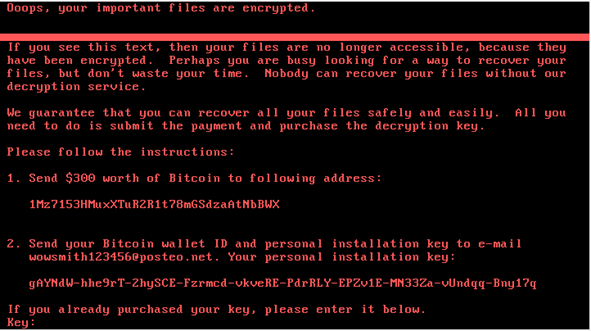 Ooops, your important files are encrypted.
If you see this text, then your files are no longer accessible, because they
have been encrypted. Perhaps you are busy looking for a way to recover your
files, but don't waste your time. Nobody can recover your files without our
decryption service.
We guarantee that you can recover all your files safely and easily. All you
need to do is submit the payment and purchase the decryption key.
Please follow the instructions:
1. Send $300 worth of Bitcoin to following address:
1Mz7153HMuxXTuR2R1t78mGSdzaAtNbBWX
2. Send your Bitcoin wallet ID and personal installation key to e-mail
wowsmith123456@posteo.net. Your personal installation key:
gAYNdW-hhe9rT-2hySCE-Fzrmcd-vkveRE-PdrRLY-EPZv1E-MN33Za-vUndqq-Bny17q
If you already purchased your key, please enter it below.
Key: